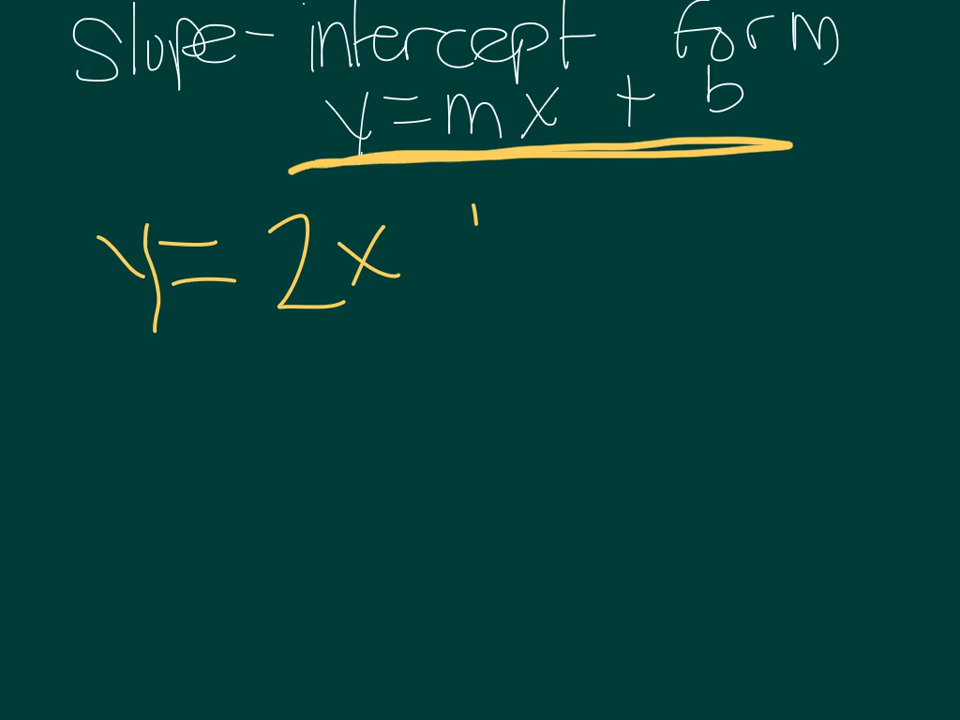 Slope-intercept form
y=mx + b
y= 2x